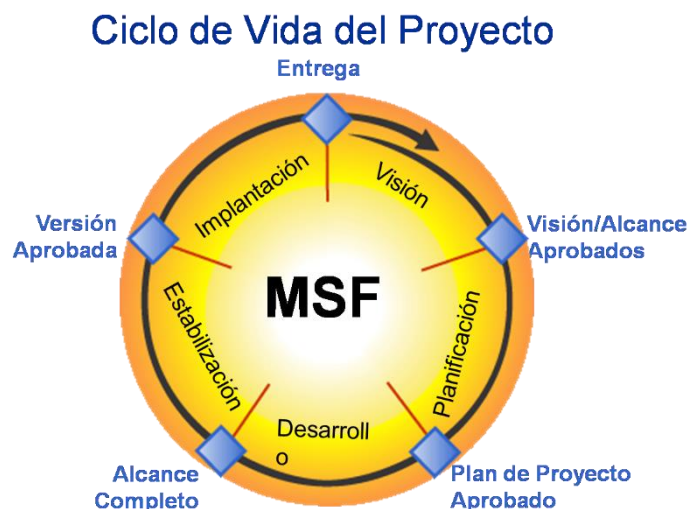 Ciclo de Vida del Proyecto
Entrega
Implantación
Visión
Versión
Aprobada
Visión/Alcance
Aprobados
MSF
Estabilización
Planificación
Desarroll
o
Alcance
Completo
Plan de Proyecto
Aprobado